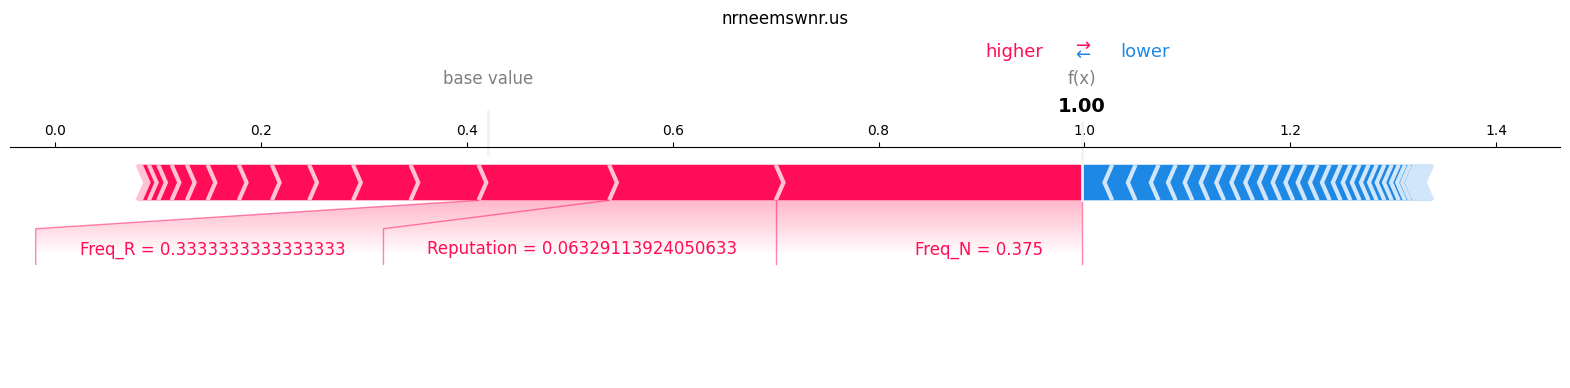 nrneemswnr.us
higher ⇄ lower
base value f(x)
1.00
0.0 0.2 0.4 0.6 0.8 1.0 1.2 1.4
Freq_R = 0.3333333333333333 Reputation = 0.06329113924050633 Freq_N = 0.375